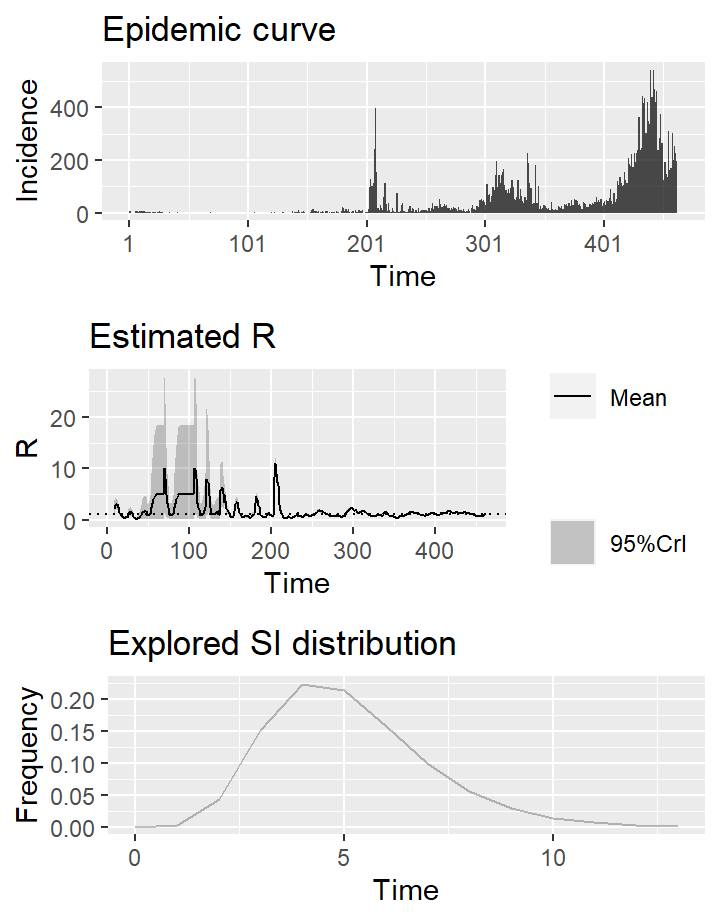 Epidemic curve
Incidence
400
200
0
1 101 201 301 401
Time
Estimated R
R
20
10
0
0 100 200 300 400
Time
Mean
95%CrI
Explored SI distribution
Frequency
0.20
0.15
0.10
0.05
0.00
0 5 10
Time